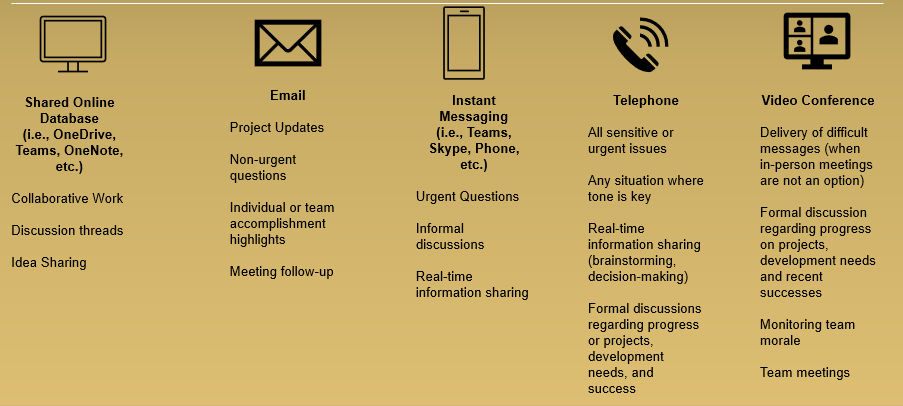 Shared Online
Database
(i.e., OneDrive,
Teams, OneNote,
etc.)
Collaborative Work
Discussion threads
Idea Sharing
Email
Project Updates
Non-urgent
questions
Individual or team
accomplishment
highlights
Meeting follow-up
Instant
Messaging
(i.e., Teams,
Skype, Phone,
etc.)
Urgent Questions
Informal
discussions
Real-time
information sharing
Telephone
All sensitive or
urgent issues
Any situation where
tone is key
Real-time
information sharing
(brainstorming,
decision-making)
Formal discussions
regarding progress
or projects,
development
needs, and
success
Video Conference
Delivery of difficult
messages (when
in-person meetings
are not an option)
Formal discussion
regarding progress
on projects,
development needs
and recent
successes
Monitoring team
morale
Team meetings